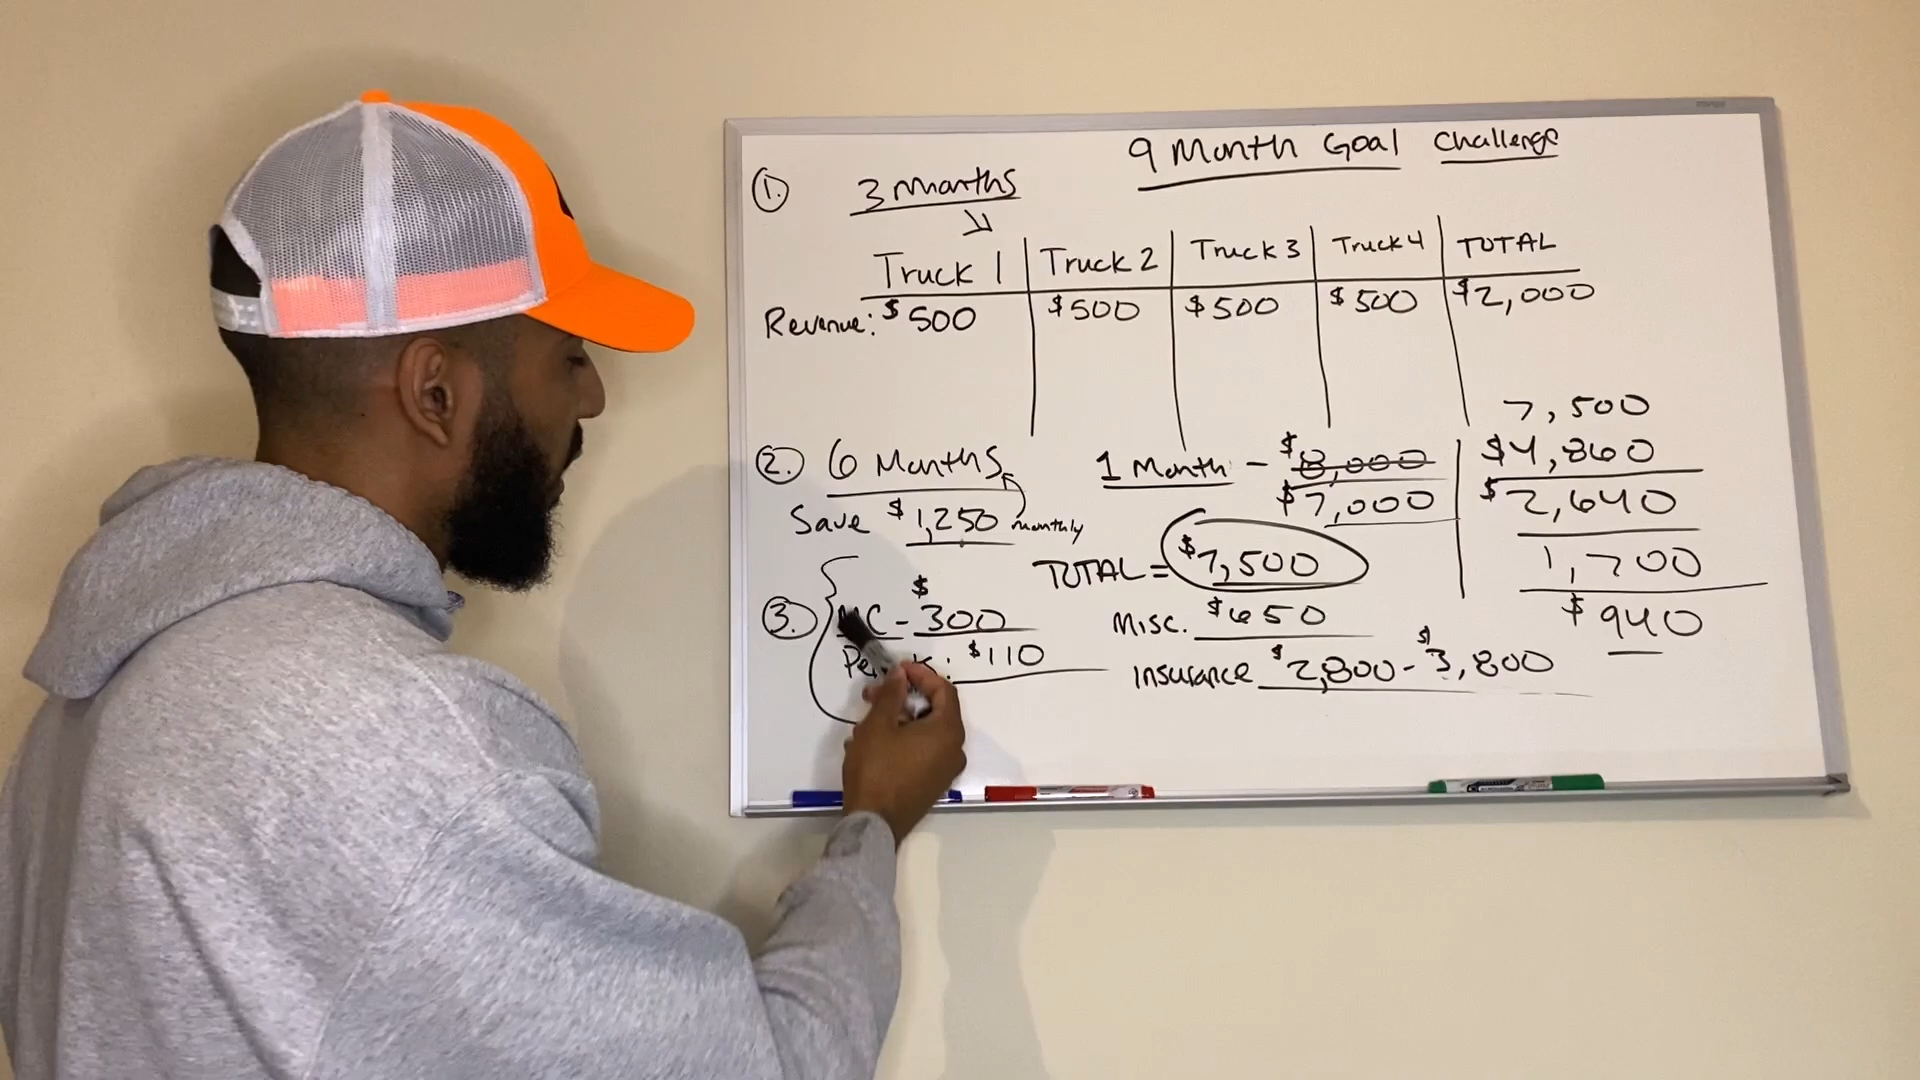 9 Month Goal Challenge
1. 3 Months
Truck 1 Truck 2 Truck 3 Truck 4 TOTAL
Revenue: $500 $500 $500 $500 $2,000
2. 6 Months
Save $1,250 monthly
1 Month - $8,000
$7,000
TOTAL = $7,500
7,500
$4,860
$2,640
1,700
$940
3. MC - $300
: $110
Misc. $650
Insurance $2,800 - $3,800